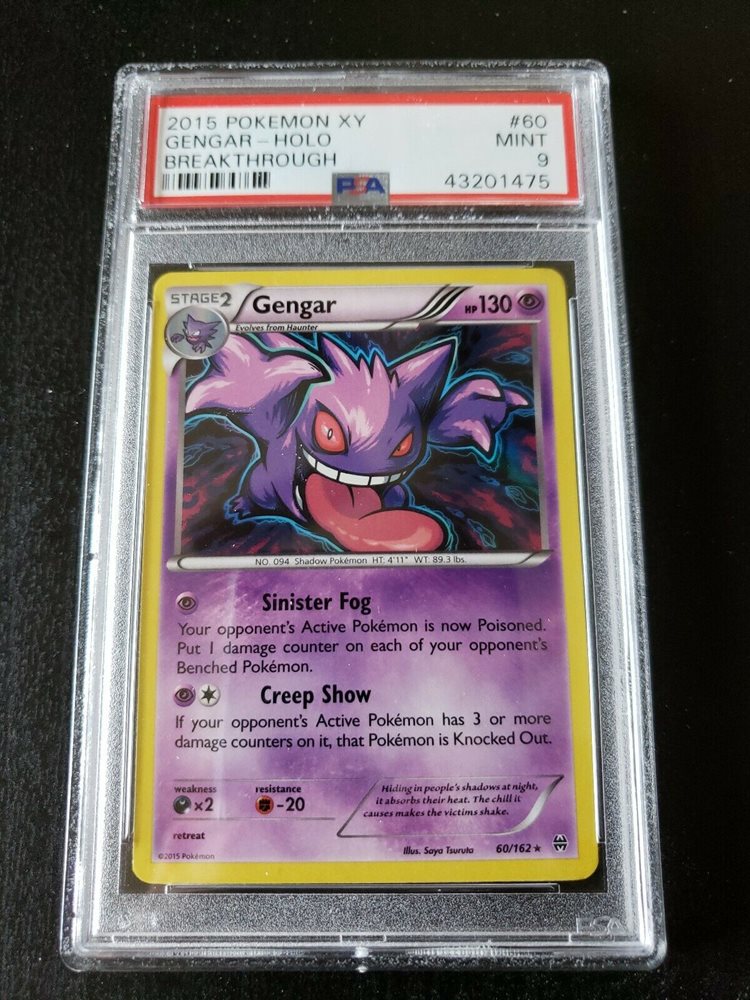 2015 POKEMON XY #60
GENGAR - HOLO MINT
BREAKTHROUGH 9
PSA 43201475
STAGE2 Gengar HP130
Evolves from Haunter
NO. 094 Shadow Pokémon HT: 4'11" WT: 89.3 lbs.
Sinister Fog
Your opponent's Active Pokémon is now Poisoned.
Put 1 damage counter on each of your opponent's
Benched Pokémon.
Creep Show
If your opponent's Active Pokémon has 3 or more
damage counters on it, that Pokémon is Knocked Out.
weakness resistance
×2 -20
Hiding in people's shadows at night,
it absorbs their heat. The chill it
causes makes the victims shake.
retreat
©2015 Pokémon Illus. Saya Tsuruta 60/162 ★
PSA